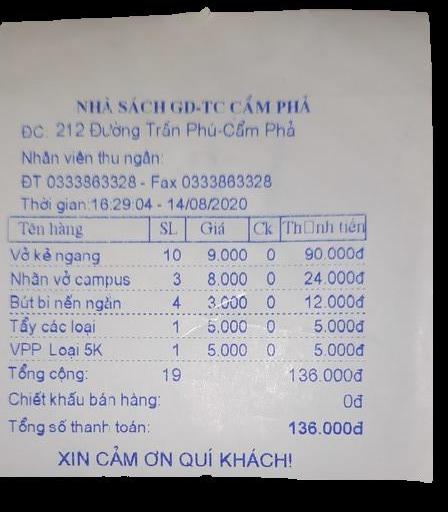 NHÀ SÁCH GD-TC CẨM PHẢ
ĐC. 212 Đường Trần Phú-Cẩm Phả
Nhân viên thu ngân:
ĐT 0333863328 - Fax 0333863328
Thời gian:16:29:04 - 14/08/2020
Tên hàng SL Giá Ck Th□nh tiền
Vở kẻ ngang 10 9.000 0 90.000đ
Nhãn vở campus 3 8.000 0 24.000đ
Bút bi nến ngàn 4 3.000 0 12.000đ
Tẩy các loại 1 5.000 0 5.000đ
VPP Loại 5K 1 5.000 0 5.000đ
Tổng cộng: 19 136.000đ
Chiết khấu bán hàng: 0đ
Tổng số thanh toán: 136.000đ
XIN CẢM ƠN QUÍ KHÁCH!